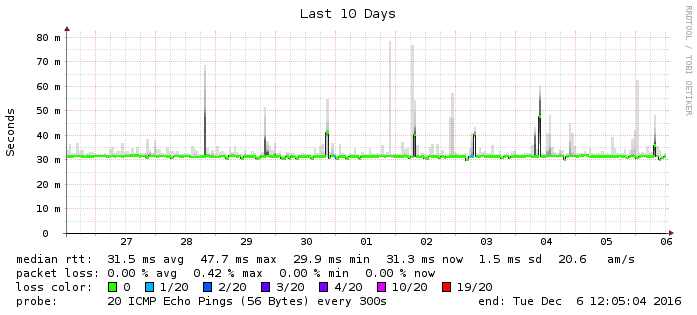 Last 10 Days
RRDTOOL / TOBI OETIKER
Seconds
80 m
70 m
60 m
50 m
40 m
30 m
20 m
10 m
0
27 28 29 30 01 02 03 04 05 06
median rtt: 31.5 ms avg 47.7 ms max 29.9 ms min 31.3 ms now 1.5 ms sd 20.6 am/s
packet loss: 0.00 % avg 0.42 % max 0.00 % min 0.00 % now
loss color: 0 1/20 2/20 3/20 4/20 10/20 19/20
probe: 20 ICMP Echo Pings (56 Bytes) every 300s end: Tue Dec 6 12:05:04 2016